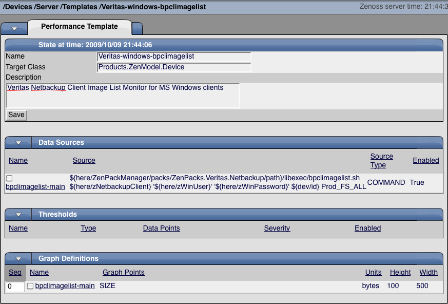 /Devices /Server /Templates /Veritas-windows-bpclimagelist
Zenoss server time: 21:44:
Performance Template
State at time: 2009/10/09 21:44:06
Name Veritas-windows-bpclimagelist
Target Class Products.ZenModel.Device
Description
Veritas Netbackup Client Image List Monitor for MS Windows clients
Save
Data Sources
Name Source Source Type Enabled
bpclimagelist-main ${here/ZenPackManager/packs/ZenPacks.Veritas.Netbackup/path}/libexec/bpclimagelist.sh ${here/zNetbackupClient} '${here/zWinUser}' '${here/zWinPassword}' ${dev/id} Prod_FS_ALL COMMAND True
Thresholds
Name Type Data Points Severity Enabled
Graph Definitions
Seq Name Graph Points Units Height Width
0 bpclimagelist-main SIZE bytes 100 500